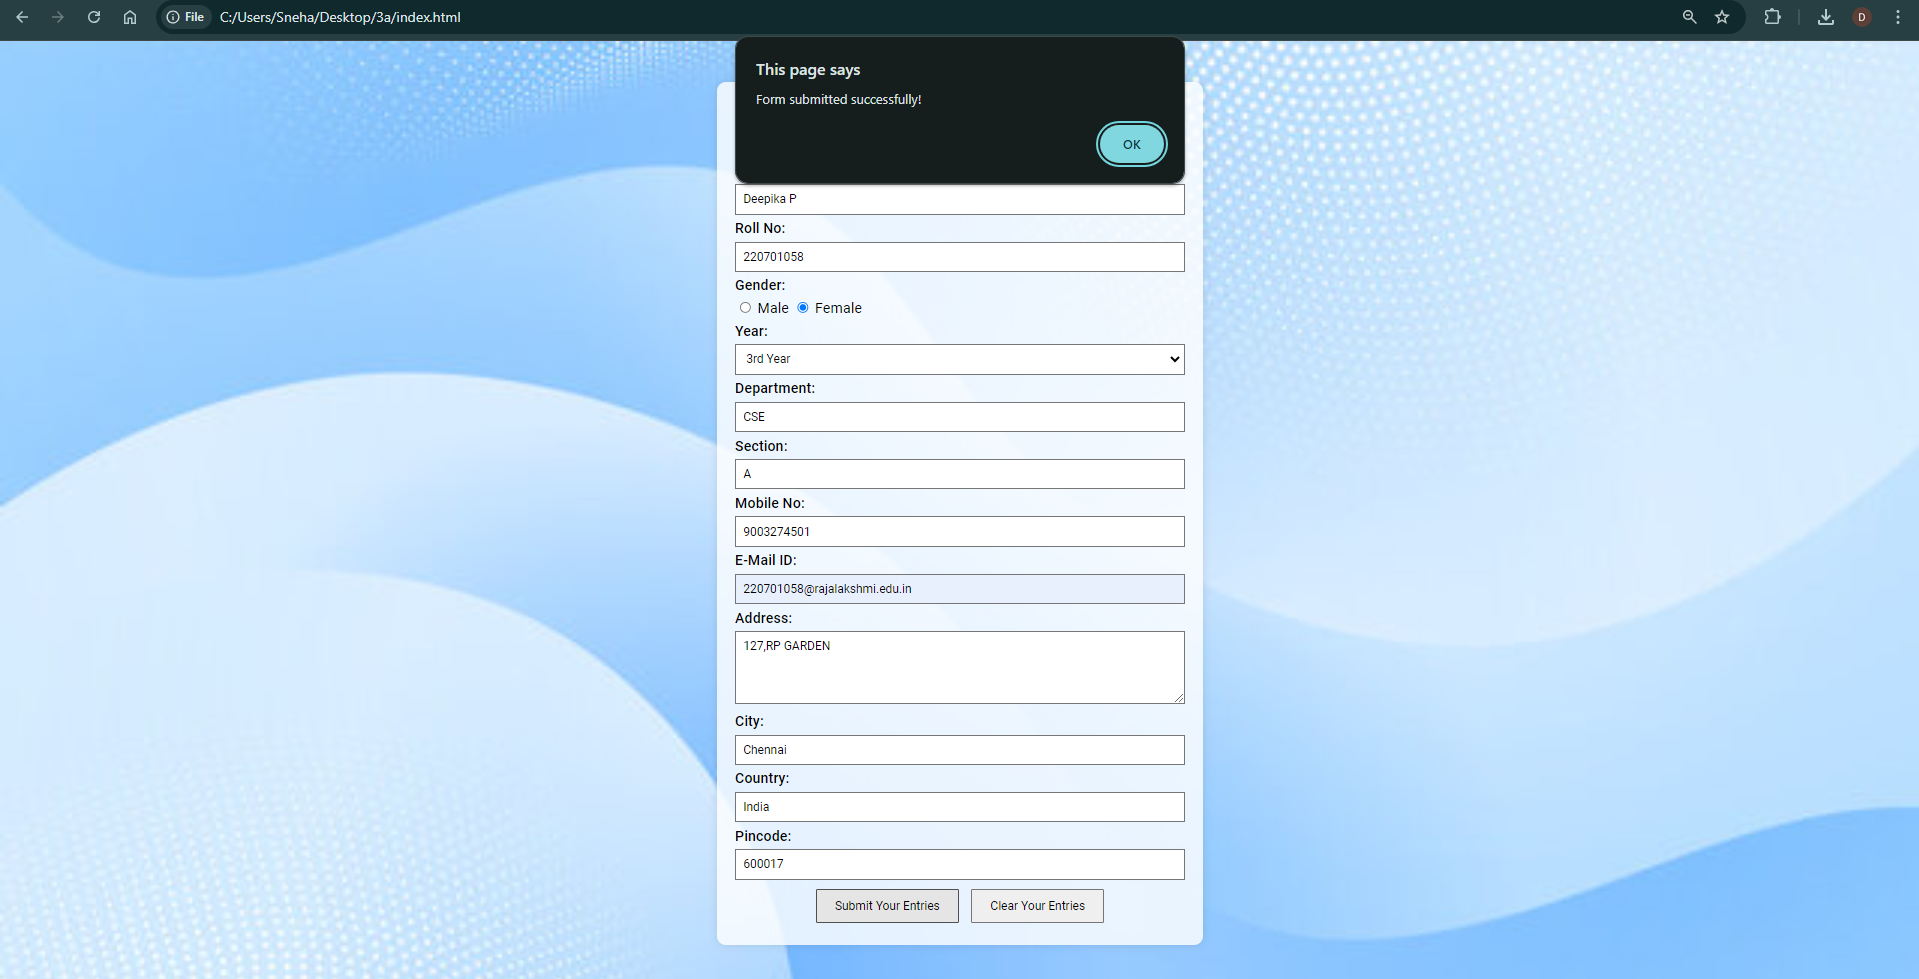 File C:/Users/Sneha/Desktop/3a/index.html
D
This page says
Form submitted successfully!
OK
Deepika P
Roll No:
220701058
Gender:
Male Female
Year:
3rd Year
Department:
CSE
Section:
A
Mobile No:
9003274501
E-Mail ID:
220701058@rajalakshmi.edu.in
Address:
127,RP GARDEN
City:
Chennai
Country:
India
Pincode:
600017
Submit Your Entries Clear Your Entries